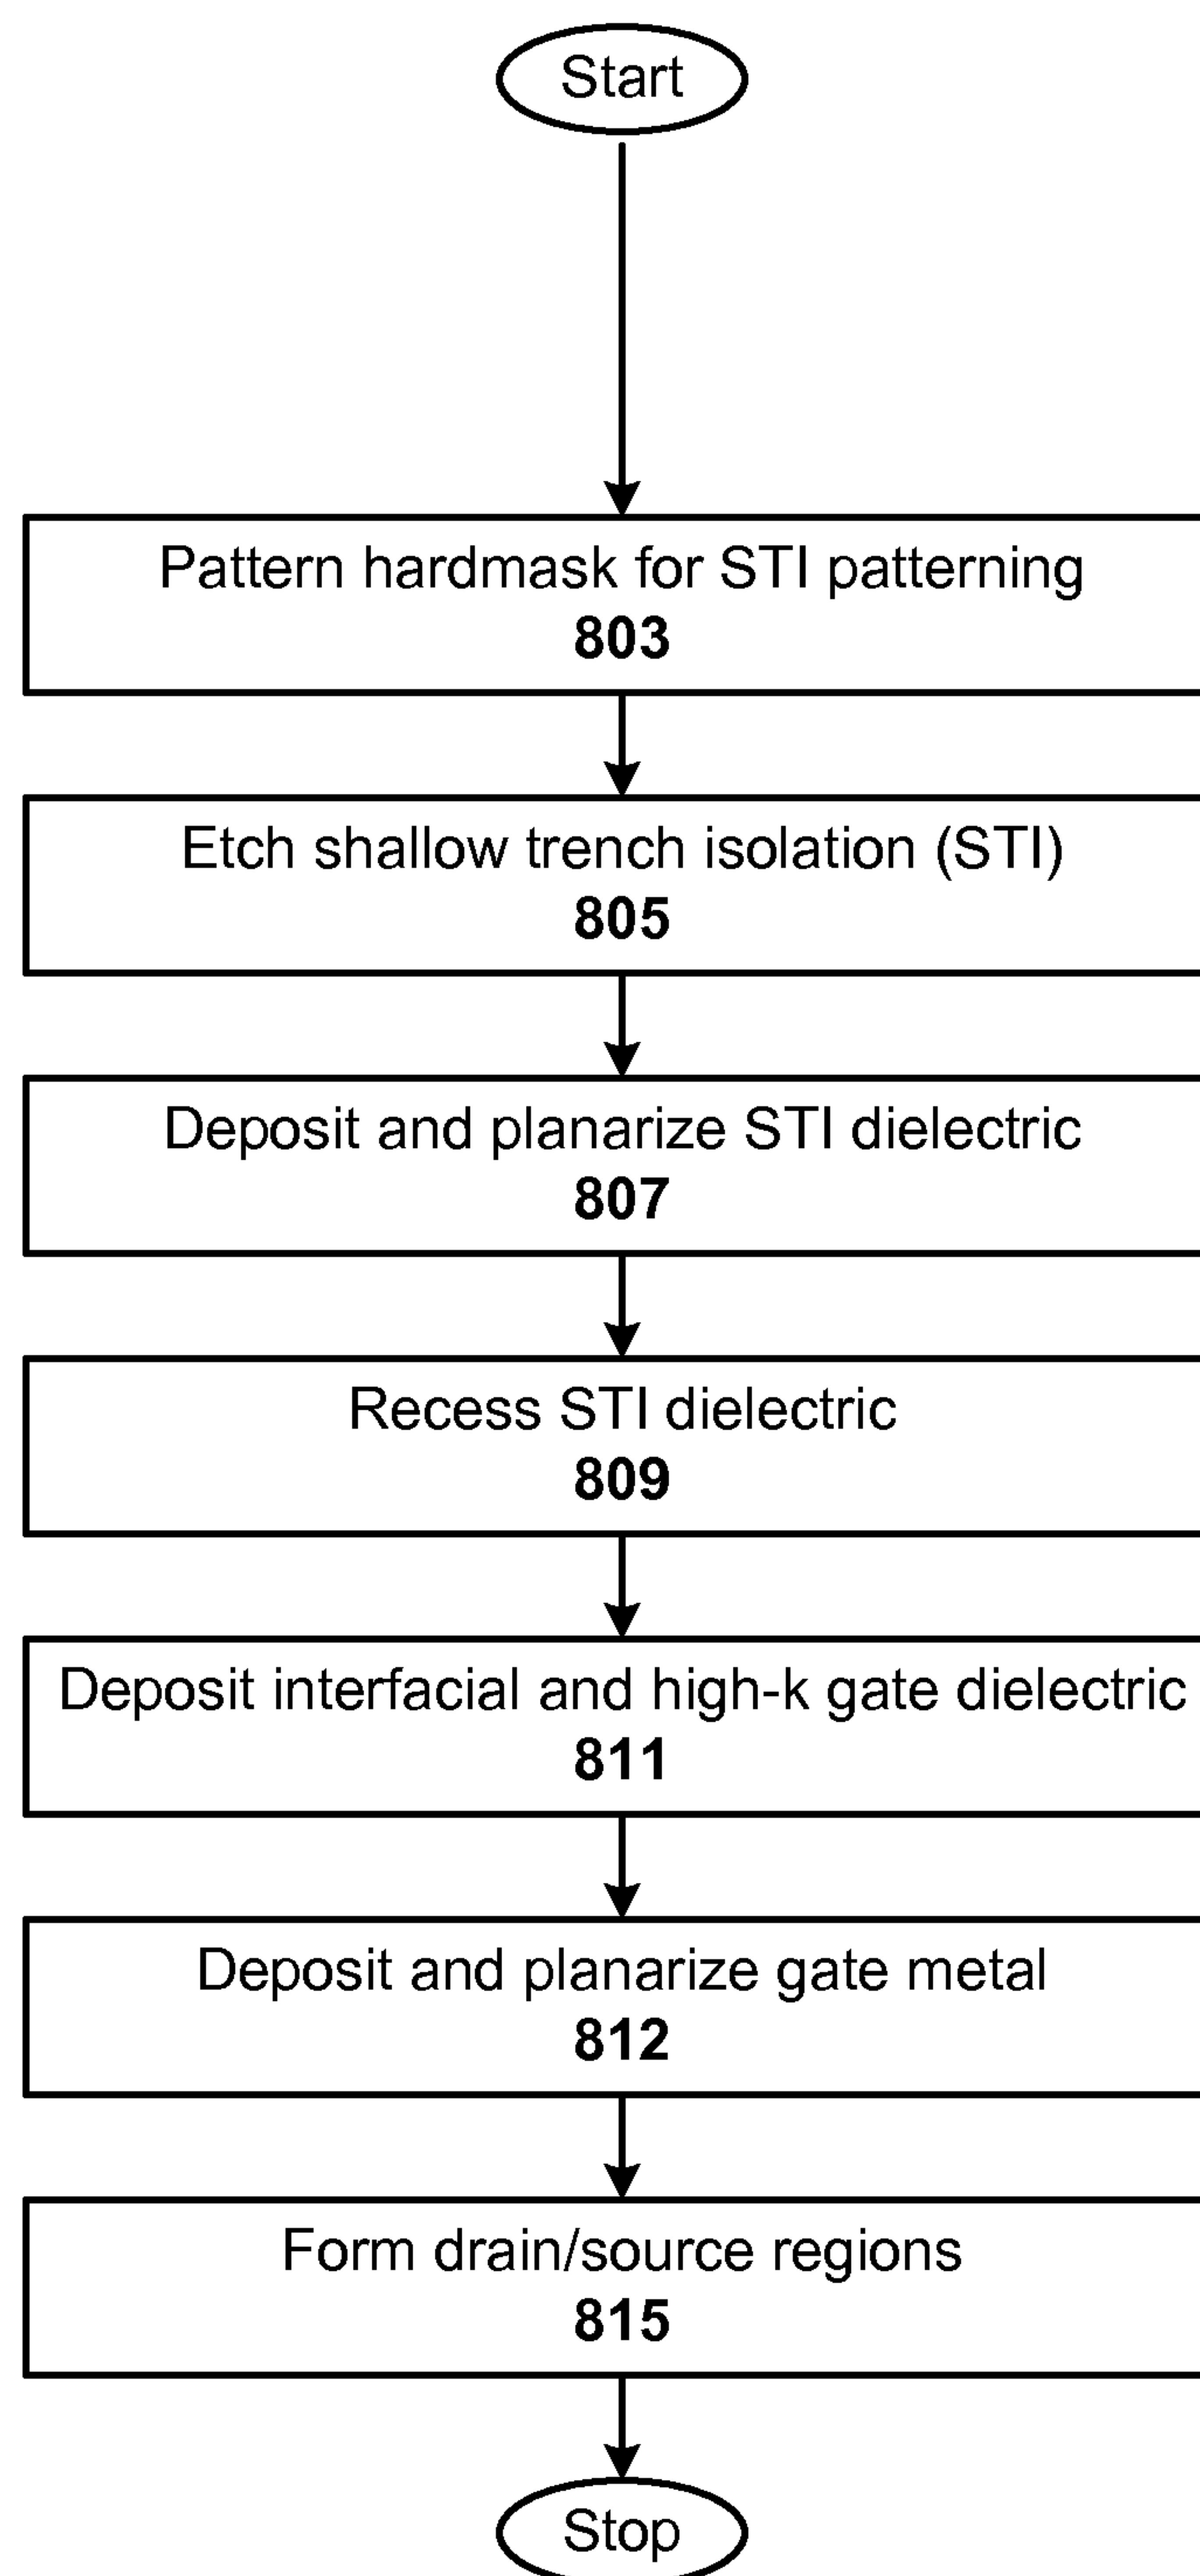 Start
Pattern hardmask for STI patterning
803
Etch shallow trench isolation (STI)
805
Deposit and planarize STI dielectric
807
Recess STI dielectric
809
Deposit interfacial and high-k gate dielectric
811
Deposit and planarize gate metal
812
Form drain/source regions
815
Stop